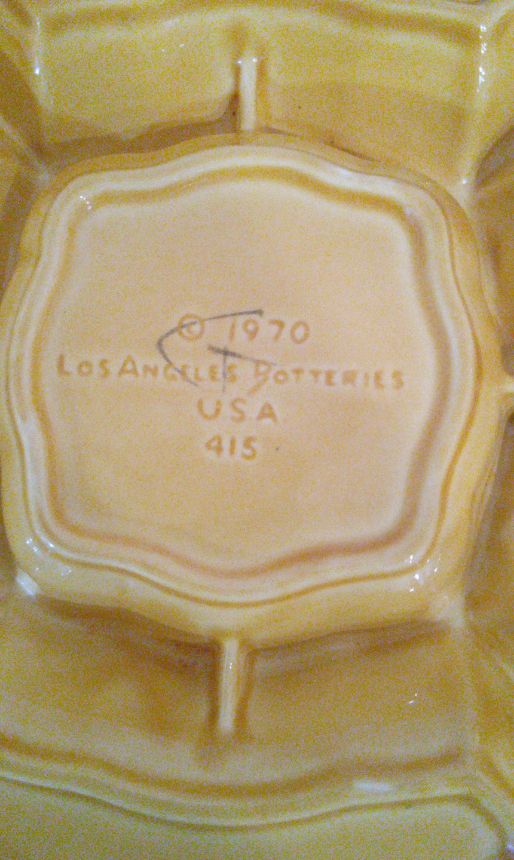 © 1970
LOS ANGELES POTTERIES
USA
415